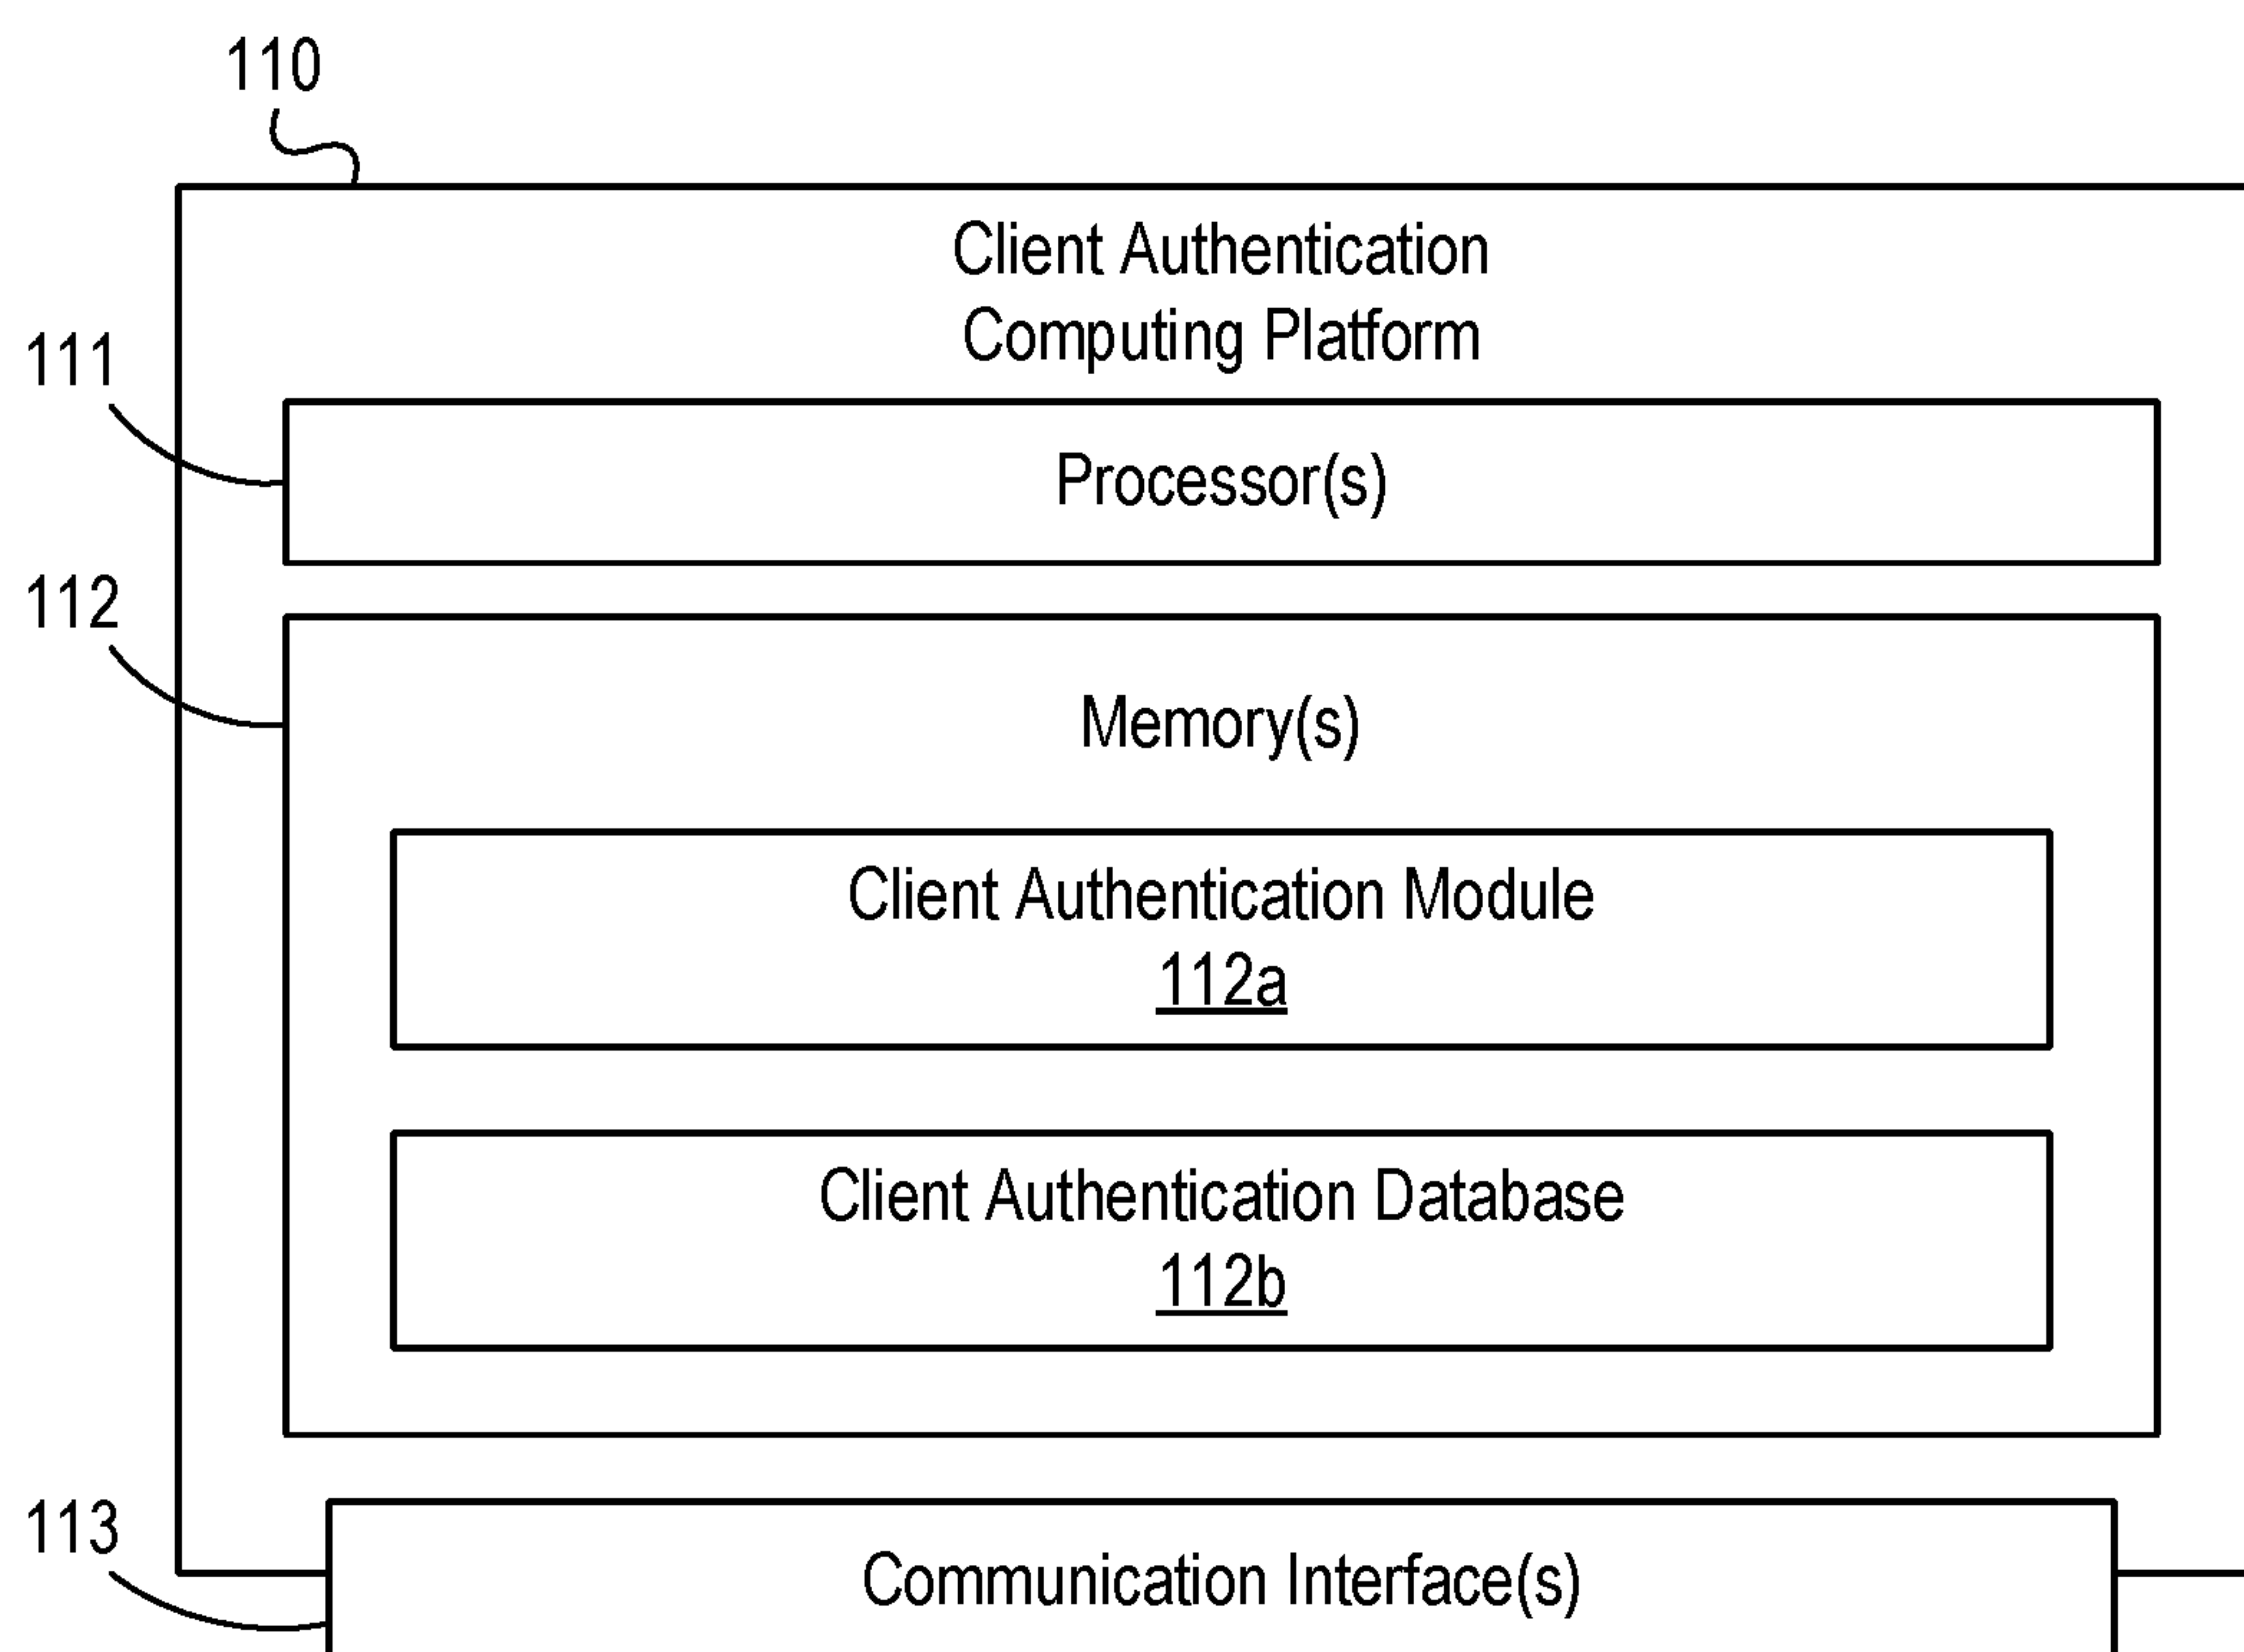 110
Client Authentication
Computing Platform
111
Processor(s)
112
Memory(s)
Client Authentication Module
112a
Client Authentication Database
112b
113
Communication Interface(s)